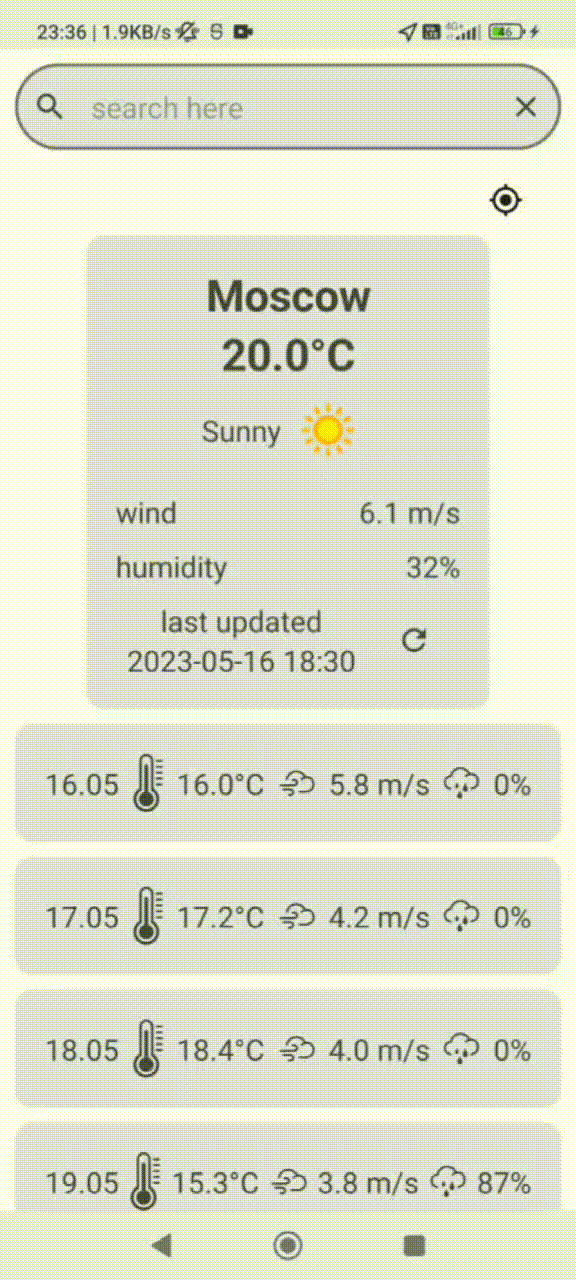 23:36 | 1.9KB/s 4G+ 46
search here
Moscow
20.0°C
Sunny
wind 6.1 m/s
humidity 32%
last updated
2023-05-16 18:30
16.05 16.0°C 5.8 m/s 0%
17.05 17.2°C 4.2 m/s 0%
18.05 18.4°C 4.0 m/s 0%
19.05 15.3°C 3.8 m/s 87%